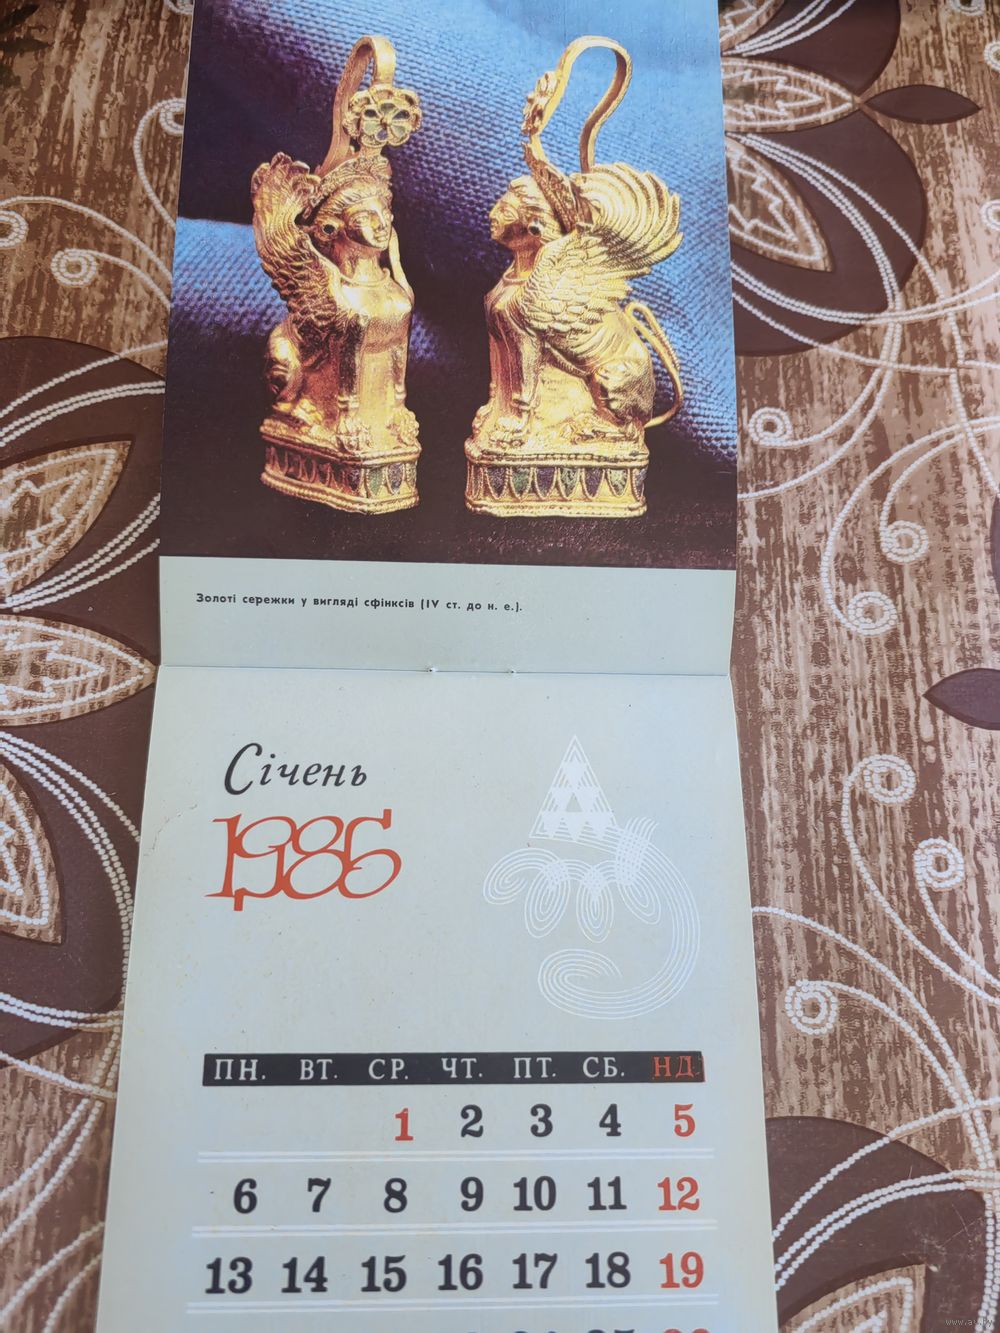 Золоті сережки у вигляді сфінксів (IV ст. до н. е.).
Січень
1986
ПН. ВТ. СР. ЧТ. ПТ. СБ. НД.
1 2 3 4 5
6 7 8 9 10 11 12
13 14 15 16 17 18 19